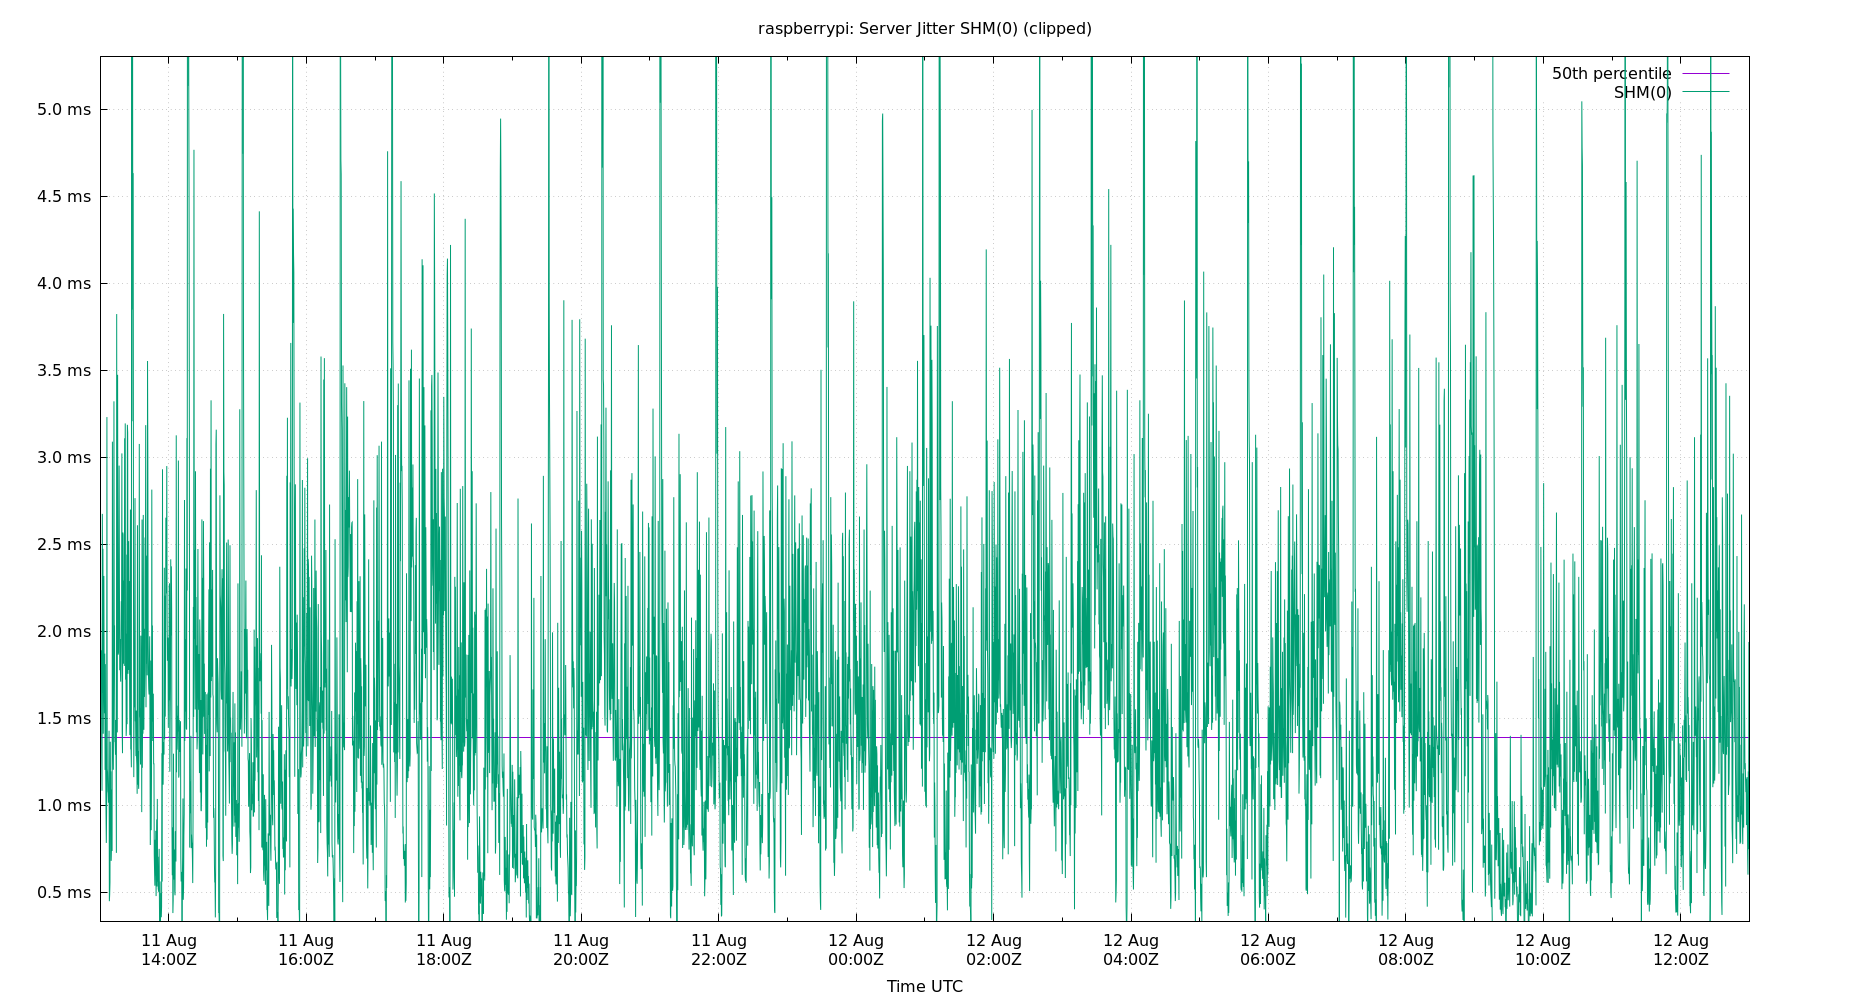 raspberrypi: Server Jitter SHM(0) (clipped)
50th percentile
SHM(0)
5.0 ms
4.5 ms
4.0 ms
3.5 ms
3.0 ms
2.5 ms
2.0 ms
1.5 ms
1.0 ms
0.5 ms
11 Aug 11 Aug 11 Aug 11 Aug 11 Aug 12 Aug 12 Aug 12 Aug 12 Aug 12 Aug 12 Aug 12 Aug
14:00Z 16:00Z 18:00Z 20:00Z 22:00Z 00:00Z 02:00Z 04:00Z 06:00Z 08:00Z 10:00Z 12:00Z
Time UTC